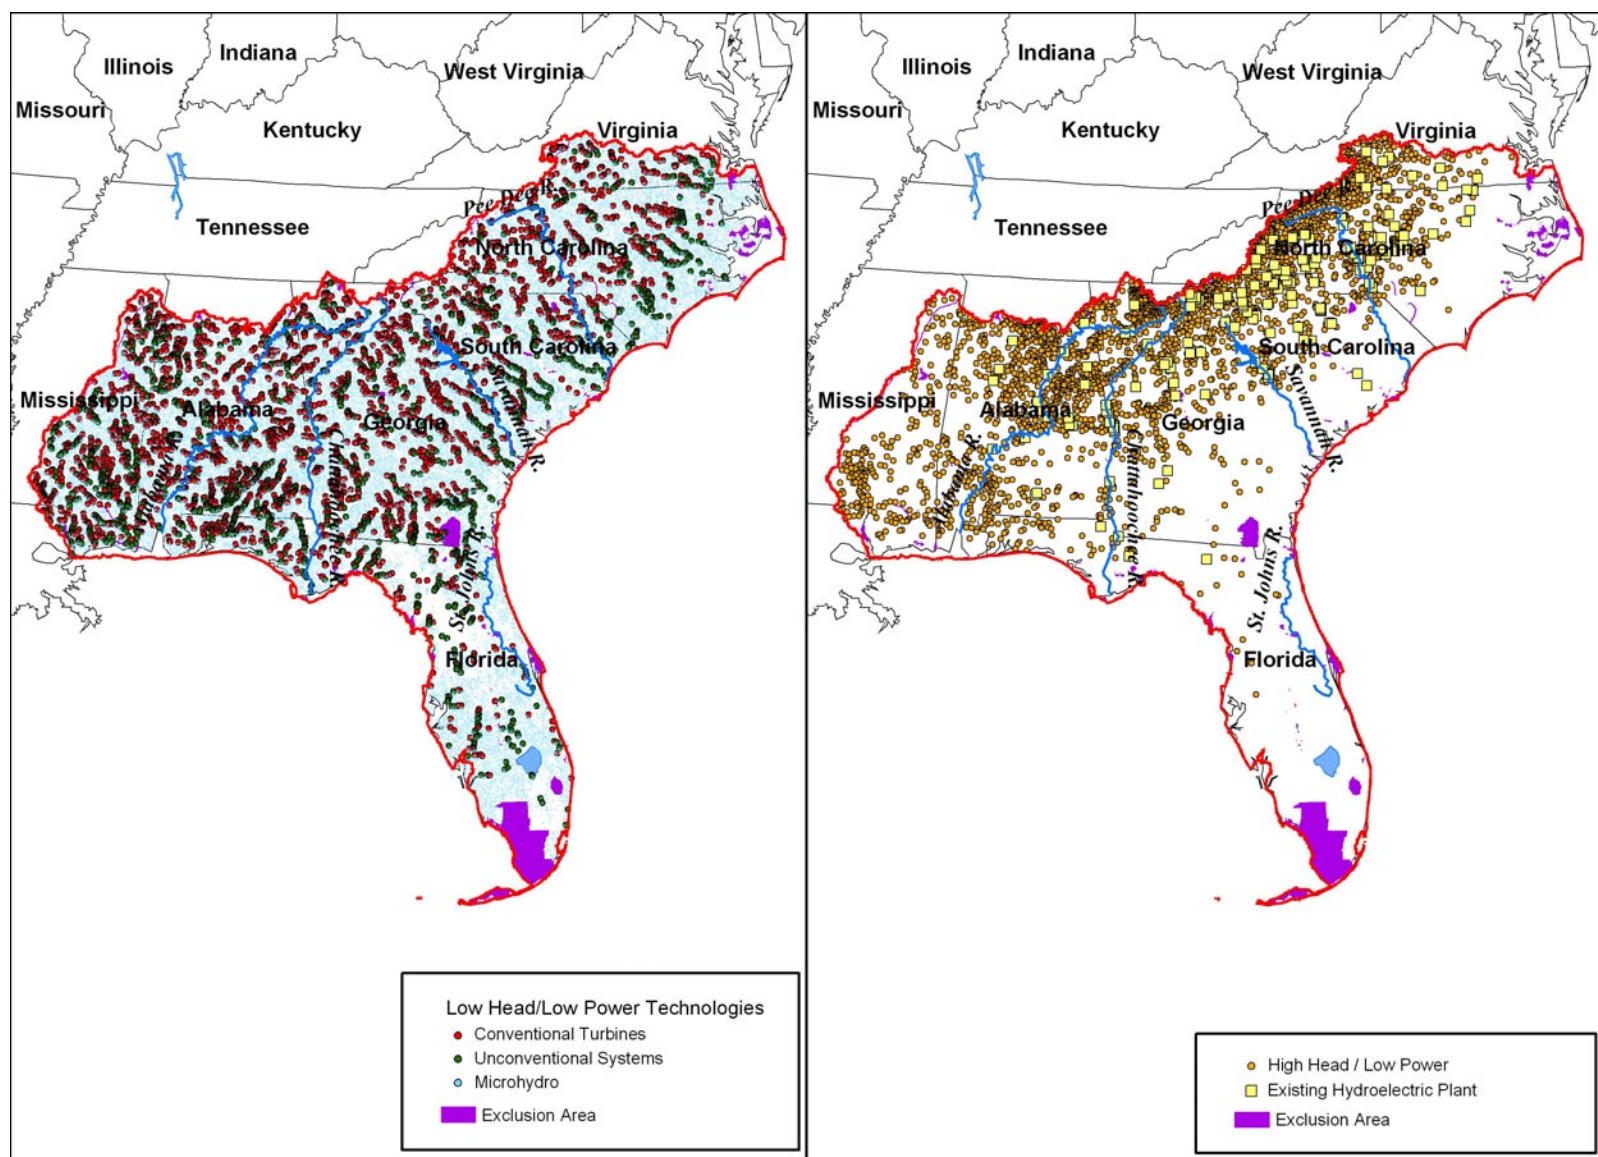 Indiana
Illinois
West Virginia
Missouri
Kentucky
Virginia
Pee Dee R.
Tennessee
North Carolina
South Carolina
Savannah R.
Mississippi
Alabama
Georgia
Alabama R.
Chattahoochee R.
St. Johns R.
Florida
Low Head/Low Power Technologies
Conventional Turbines
Unconventional Systems
Microhydro
Exclusion Area
Indiana
Illinois
West Virginia
Missouri
Kentucky
Virginia
Pee Dee R.
Tennessee
North Carolina
South Carolina
Savannah R.
Mississippi
Alabama
Georgia
Alabama R.
Chattahoochee R.
St. Johns R.
Florida
High Head / Low Power
Existing Hydroelectric Plant
Exclusion Area